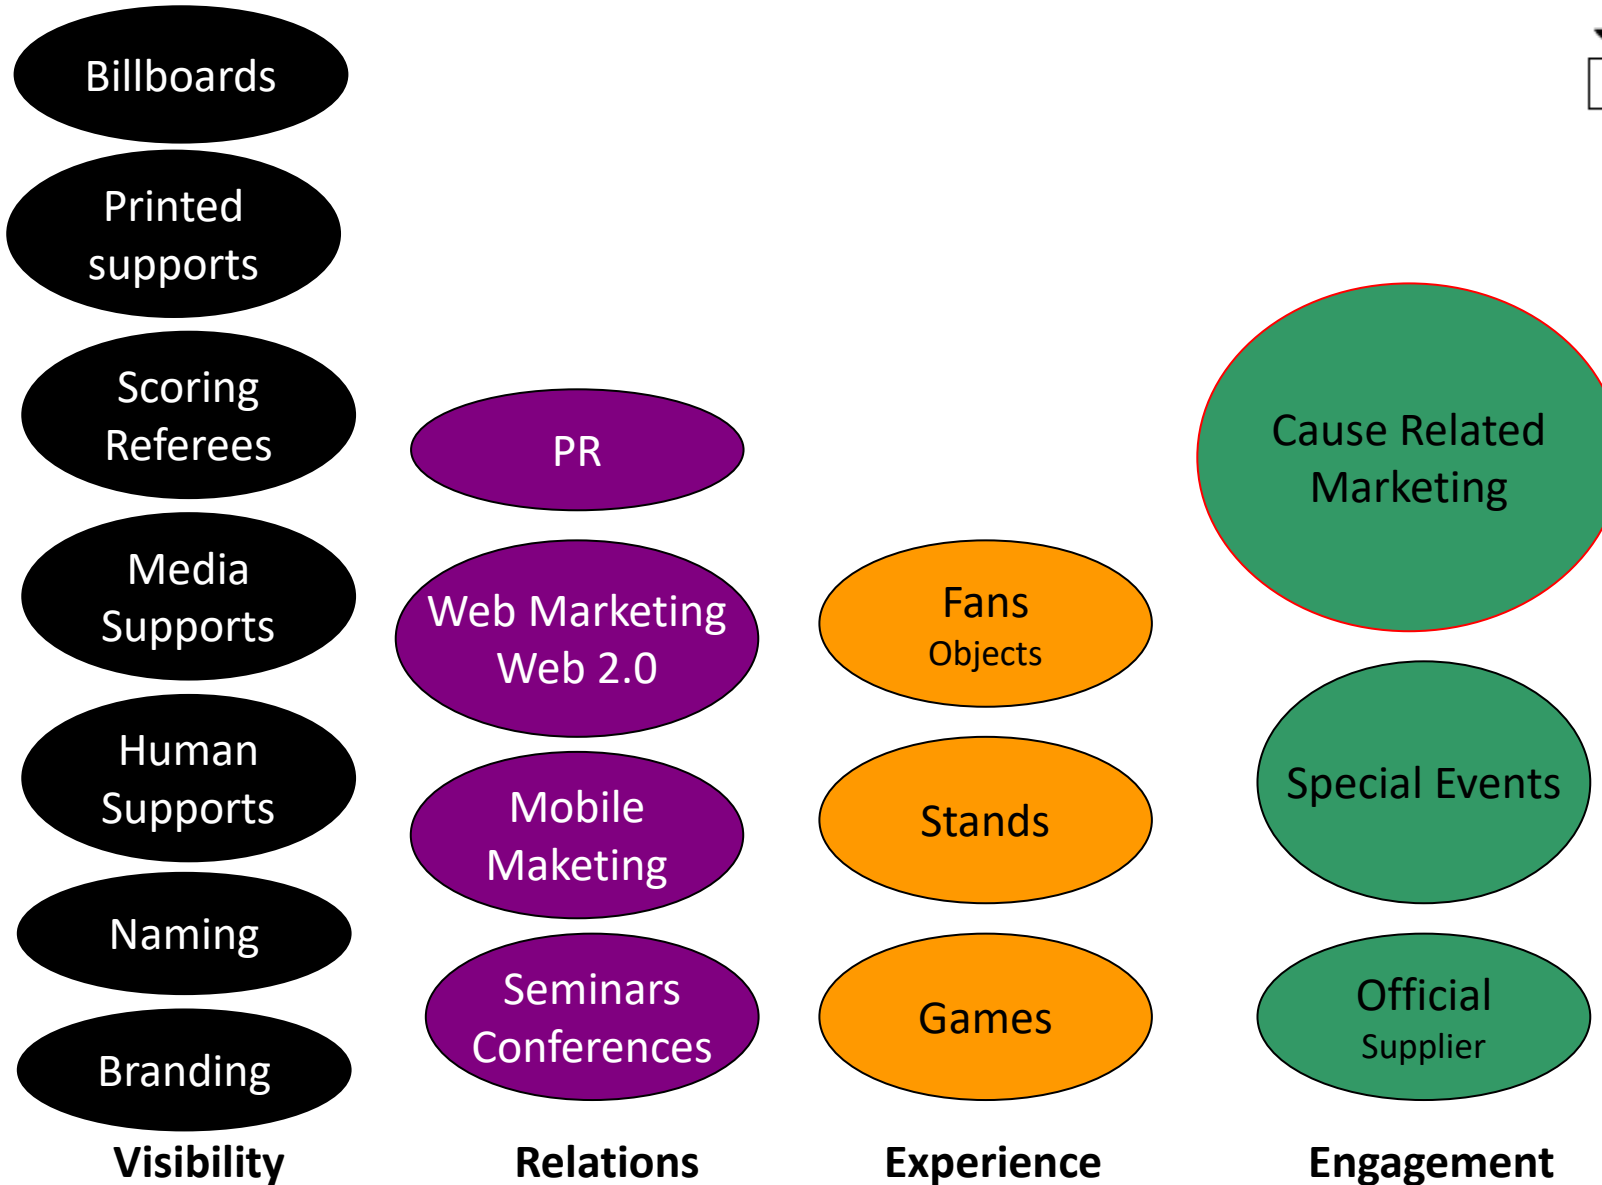 Billboards
Printed
supports
Scoring
Referees
Media
Supports
Human
Supports
Naming
Branding
Visibility
PR
Web Marketing
Web 2.0
Mobile
Maketing
Seminars
Conferences
Relations
Fans
Objects
Stands
Games
Experience
Cause Related
Marketing
Special Events
Official
Supplier
Engagement